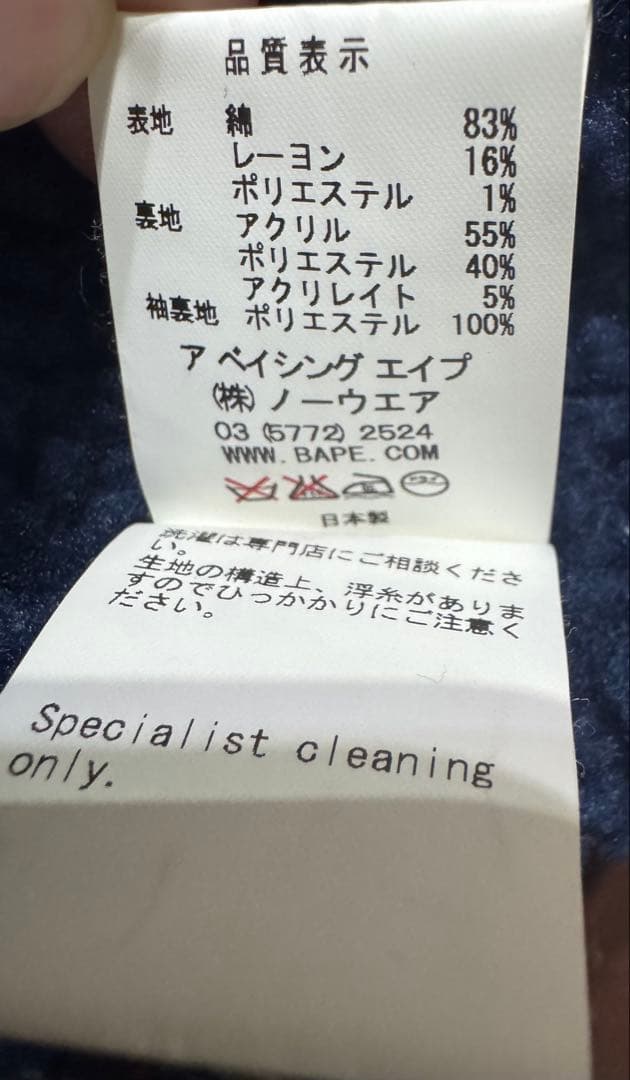 品質表示
表地 綿 83%
レーヨン 16%
ポリエステル 1%
裏地 アクリル 55%
ポリエステル 40%
アクリレイト 5%
袖裏地 ポリエステル 100%
ア ベイシング エイプ
(株) ノーウエア
03 (5772) 2524
WWW. BAPE. COM
日本製
洗濯は専門店にご相談くださ
い。
生地の構造上、浮糸がありま
すのでひっかかりにご注意く
ださい。
Specialist cleaning
only.